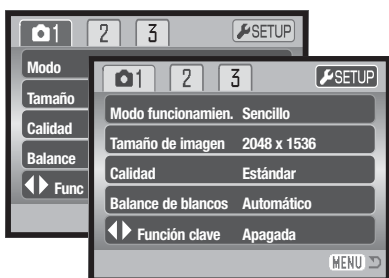 1 2 3 SETUP
Modo
Tamaño
Calidad
Balance
Func
1 2 3 SETUP
Modo funcionamien. Sencillo
Tamaño de imagen 2048 x 1536
Calidad Estándar
Balance de blancos Automático
Función clave Apagada
MENU